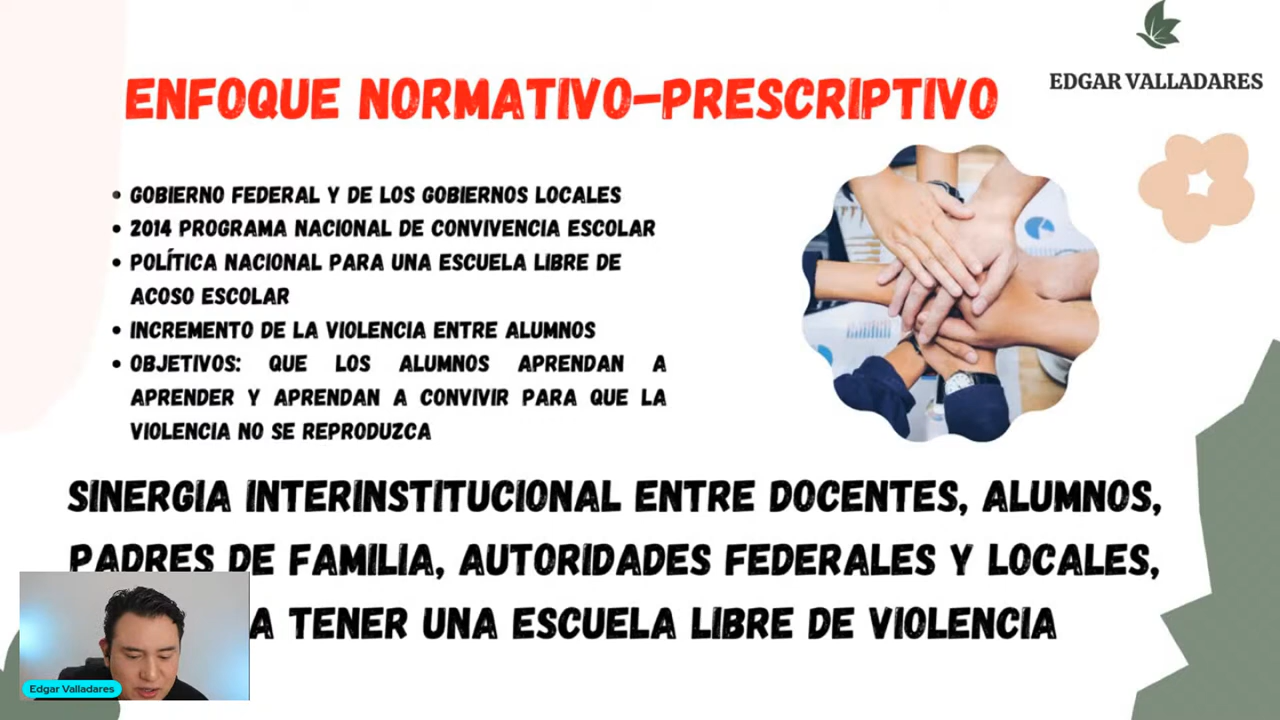 EDGAR VALLADARES
ENFOQUE NORMATIVO-PRESCRIPTIVO
• GOBIERNO FEDERAL Y DE LOS GOBIERNOS LOCALES
• 2014 PROGRAMA NACIONAL DE CONVIVENCIA ESCOLAR
• POLÍTICA NACIONAL PARA UNA ESCUELA LIBRE DE
ACOSO ESCOLAR
• INCREMENTO DE LA VIOLENCIA ENTRE ALUMNOS
• OBJETIVOS: QUE LOS ALUMNOS APRENDAN A
APRENDER Y APRENDAN A CONVIVIR PARA QUE LA
VIOLENCIA NO SE REPRODUZCA
SINERGIA INTERINSTITUCIONAL ENTRE DOCENTES, ALUMNOS,
PADRES DE FAMILIA, AUTORIDADES FEDERALES Y LOCALES,
A TENER UNA ESCUELA LIBRE DE VIOLENCIA
Edgar Valladares